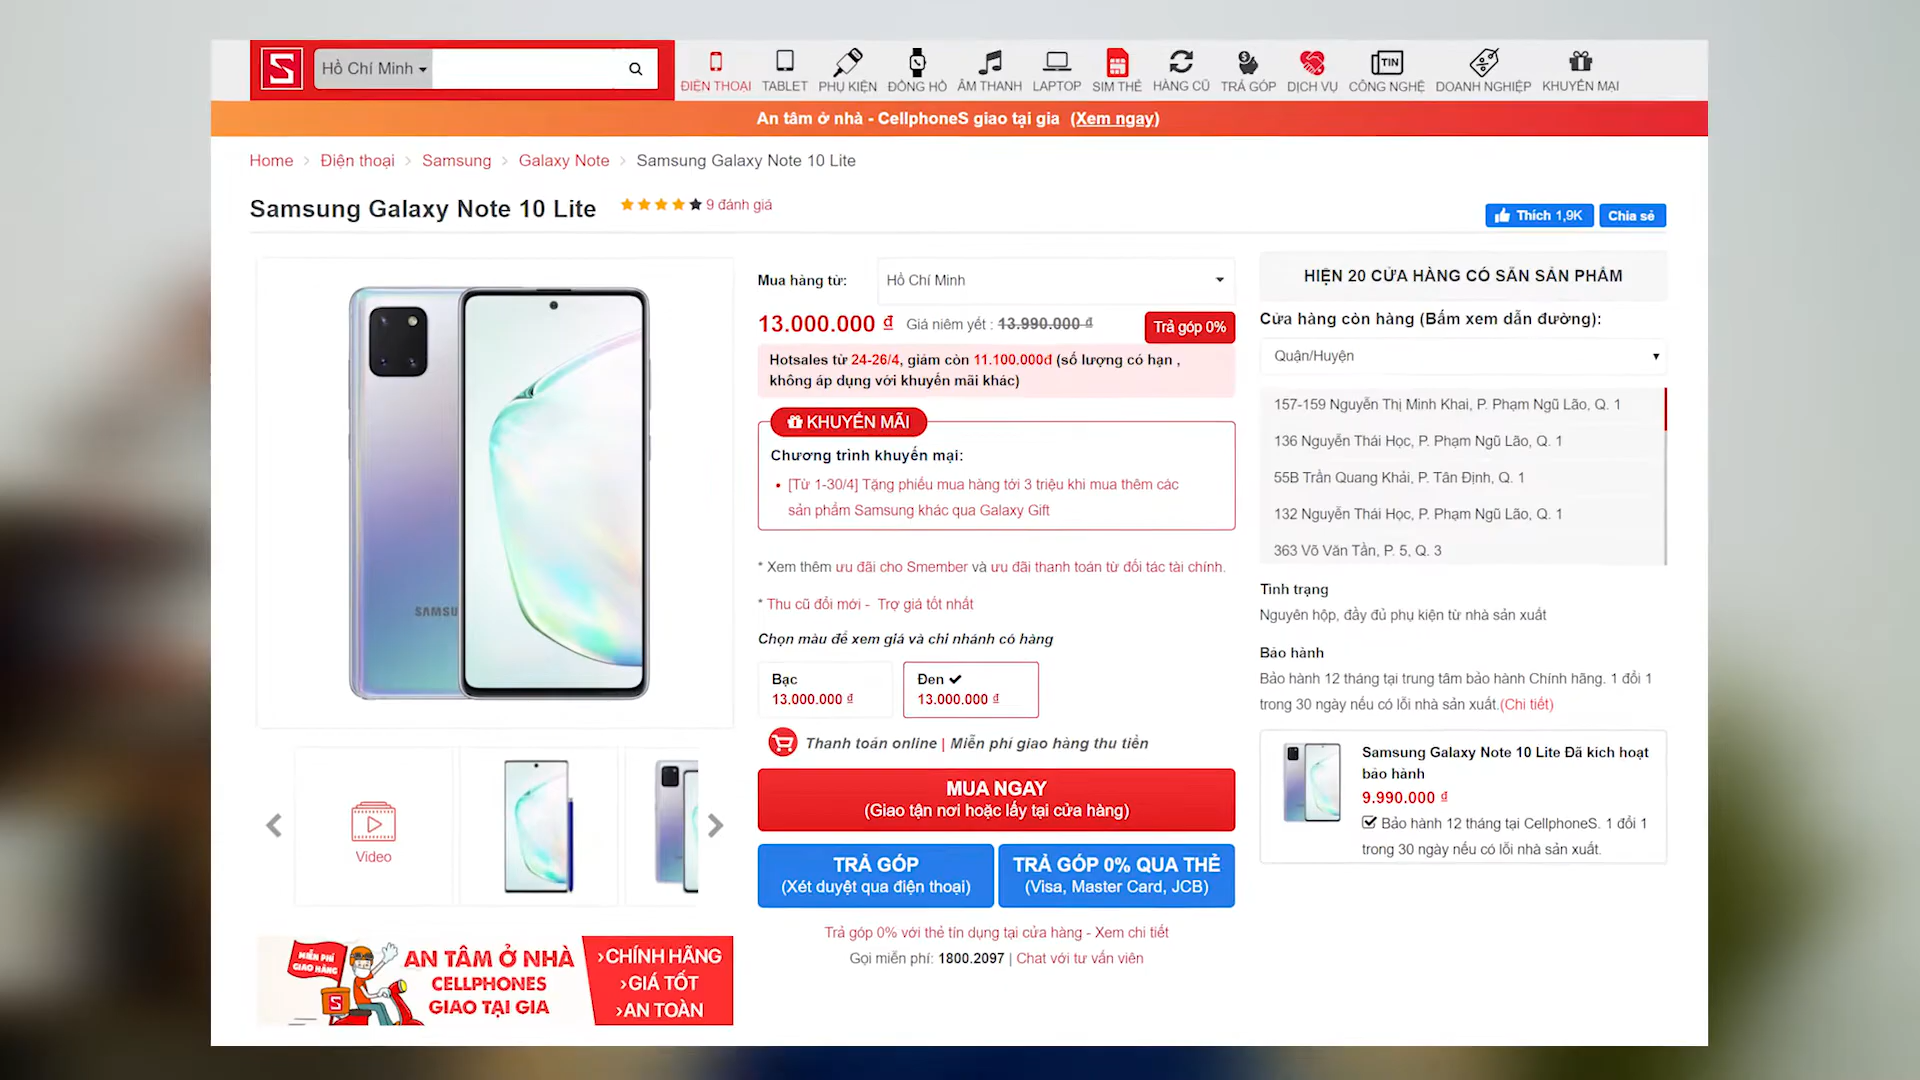 S
Hồ Chí Minh
ĐIỆN THOẠI
TABLET
PHỤ KIỆN
ĐỒNG HỒ
ÂM THANH
LAPTOP
SIM THẺ
HÀNG CŨ
TRẢ GÓP
DỊCH VỤ
TIN
CÔNG NGHỆ
DOANH NGHIỆP
KHUYẾN MẠI
An tâm ở nhà - CellphoneS giao tại gia (Xem ngay)
Home > Điện thoại > Samsung > Galaxy Note > Samsung Galaxy Note 10 Lite
Samsung Galaxy Note 10 Lite
9 đánh giá
Thích 1,9K
Chia sẻ
SAMSU
Video
MIỄN PHÍ
GIAO HÀNG
S
AN TÂM Ở NHÀ
CELLPHONES
GIAO TẠI GIA
›CHÍNH HÃNG
›GIÁ TỐT
›AN TOÀN
Mua hàng từ:
Hồ Chí Minh
13.000.000 ₫
Giá niêm yết : 13.990.000 ₫
Trả góp 0%
Hotsales từ 24-26/4, giảm còn 11.100.000đ (số lượng có hạn ,
không áp dụng với khuyến mãi khác)
KHUYẾN MÃI
Chương trình khuyến mại:
• [Từ 1-30/4] Tặng phiếu mua hàng tới 3 triệu khi mua thêm các
sản phẩm Samsung khác qua Galaxy Gift
* Xem thêm ưu đãi cho Smember và ưu đãi thanh toán từ đối tác tài chính.
* Thu cũ đổi mới - Trợ giá tốt nhất
Chọn màu để xem giá và chi nhánh có hàng
Bạc
13.000.000 ₫
Đen
13.000.000 ₫
Thanh toán online | Miễn phí giao hàng thu tiền
MUA NGAY
(Giao tận nơi hoặc lấy tại cửa hàng)
TRẢ GÓP
(Xét duyệt qua điện thoại)
TRẢ GÓP 0% QUA THẺ
(Visa, Master Card, JCB)
Trả góp 0% với thẻ tín dụng tại cửa hàng - Xem chi tiết
Gọi miễn phí: 1800.2097 | Chat với tư vấn viên
HIỆN 20 CỬA HÀNG CÓ SẴN SẢN PHẨM
Cửa hàng còn hàng (Bấm xem dẫn đường):
Quận/Huyện
157-159 Nguyễn Thị Minh Khai, P. Phạm Ngũ Lão, Q. 1
136 Nguyễn Thái Học, P. Phạm Ngũ Lão, Q. 1
55B Trần Quang Khải, P. Tân Định, Q. 1
132 Nguyễn Thái Học, P. Phạm Ngũ Lão, Q. 1
363 Võ Văn Tần, P. 5, Q. 3
Tình trạng
Nguyên hộp, đầy đủ phụ kiện từ nhà sản xuất
Bảo hành
Bảo hành 12 tháng tại trung tâm bảo hành Chính hãng. 1 đổi 1
trong 30 ngày nếu có lỗi nhà sản xuất.(Chi tiết)
Samsung Galaxy Note 10 Lite Đã kích hoạt
bảo hành
9.990.000 ₫
Bảo hành 12 tháng tại CellphoneS. 1 đổi 1
trong 30 ngày nếu có lỗi nhà sản xuất.